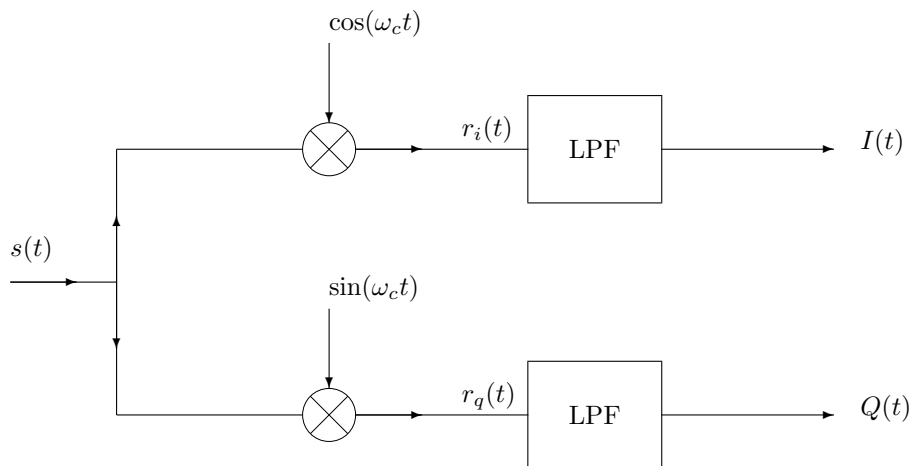 cos(ω_c t)
r_i(t)
LPF
I(t)
s(t)
sin(ω_c t)
r_q(t)
LPF
Q(t)